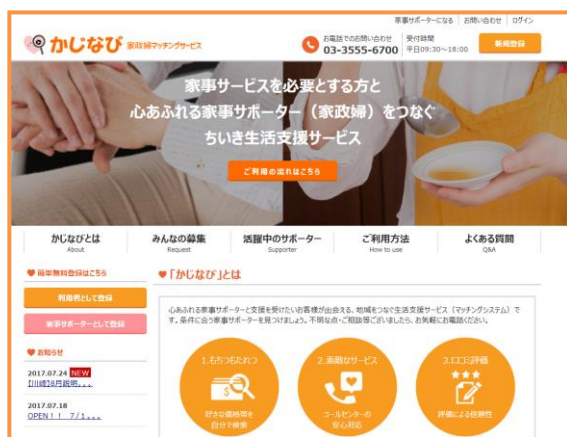 家事サポーターになる お問い合わせ ログイン
かじなび 家政婦マッチングサービス
お電話でのお問い合わせ
03-3555-6700
受付時間
平日09:30~18:00
新規登録
家事サービスを必要とする方と
心あふれる家事サポーター（家政婦）をつなぐ
ちいき生活支援サービス
ご利用の流れはこちら
かじなびとは
About
みんなの募集
Request
活躍中のサポーター
Supporter
ご利用方法
How to use
よくある質問
Q&A
簡単無料登録はこちら
利用者として登録
家事サポーターとして登録
お知らせ
2017.07.24 NEW
【川崎】8月説明...
2017.07.18
OPEN!! 7/1...
「かじなび」とは
心あふれる家事サポーターと支援を受けたいお客様が出会える、地域をつなぐ生活支援サービス（マッチングシステム）で
す。条件に合う家事サポーターを見つけましょう。不明な点・ご相談等ございましたら、お気軽にお電話ください。
1.もちつもたれつ
好きな価格帯を
自分で検索
2.素敵なサービス
コールセンターの
安心対応
3.口コミ評価
評価による信頼性